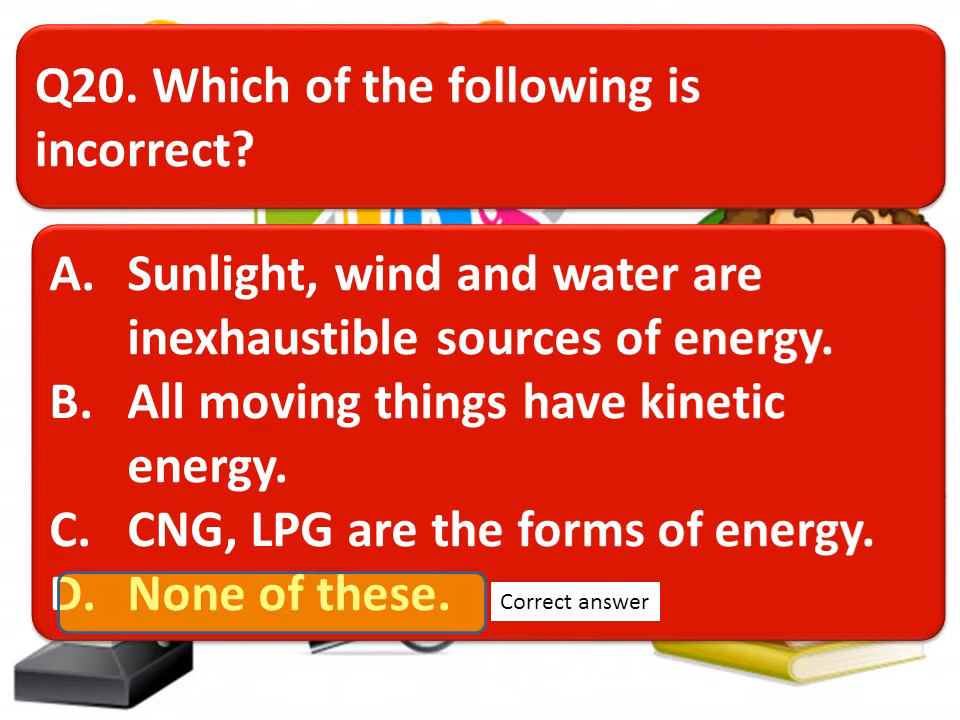 Q20. Which of the following is
incorrect?
A. Sunlight, wind and water are
inexhaustible sources of energy.
B. All moving things have kinetic
energy.
C. CNG, LPG are the forms of energy.
D. None of these.
Correct answer